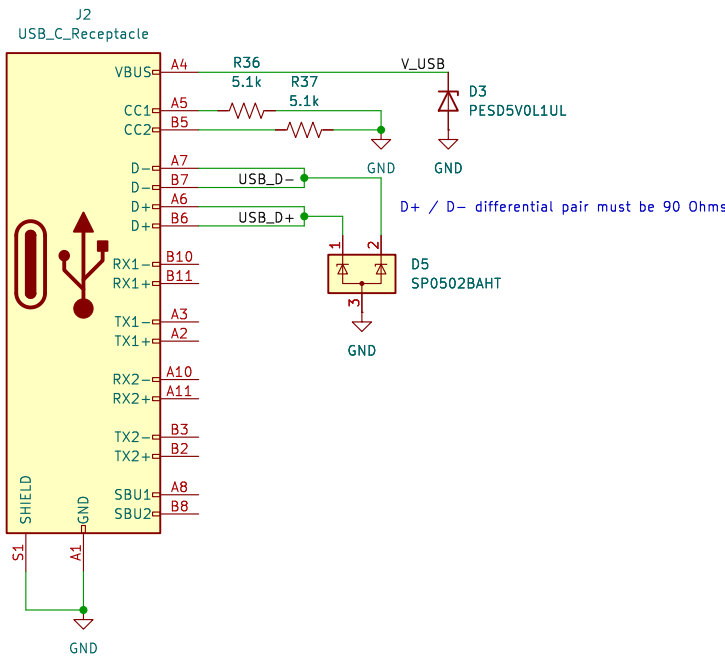 J2
USB_C_Receptacle
VBUS A4
V_USB
R36
5.1k
R37
5.1k
D3
PESD5V0L1UL
CC1 A5
CC2 B5
GND
GND
D- A7
D- B7
USB_D-
D+ A6
D+ B6
USB_D+
D+ / D- differential pair must be 90 Ohms
1 2
D5
SP0502BAHT
3
GND
RX1- B10
RX1+ B11
TX1- A3
TX1+ A2
RX2- A10
RX2+ A11
TX2- B3
TX2+ B2
SBU1 A8
SBU2 B8
SHIELD
GND
S1
A1
GND